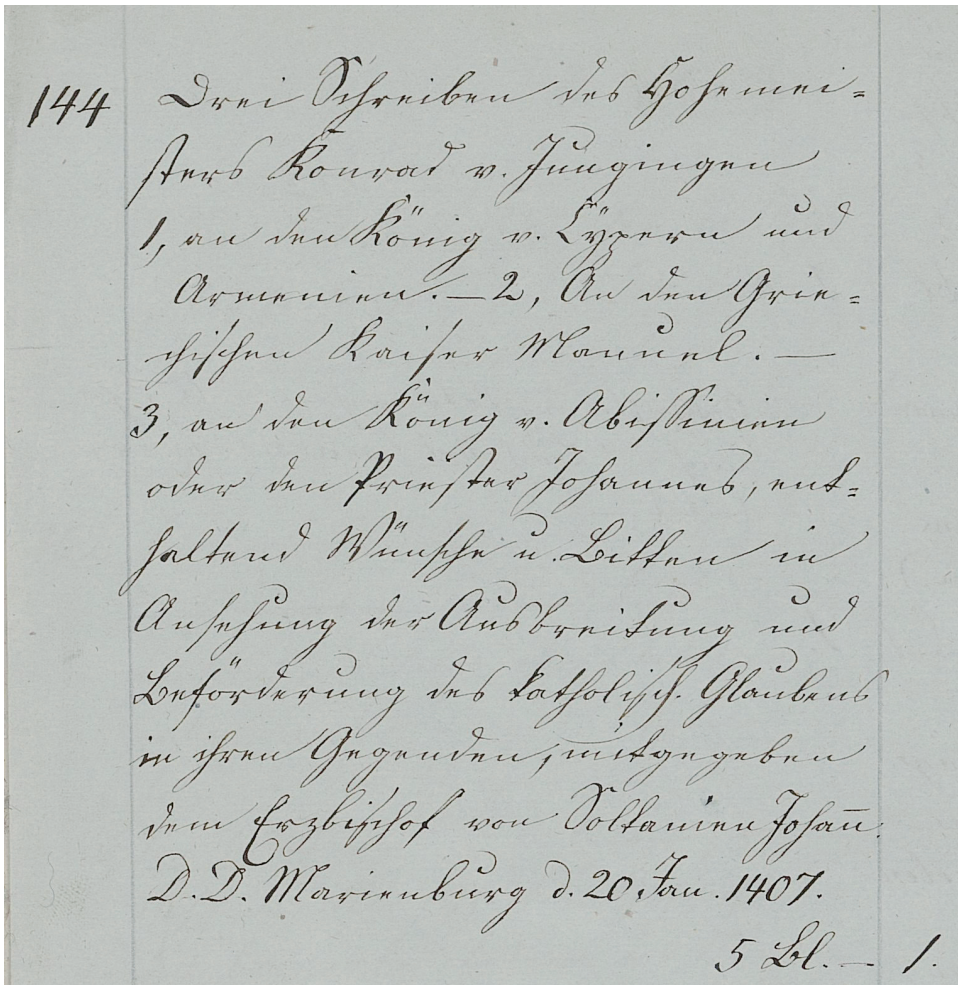 144 Drei Schreiben des Hohemei=
sters Konrad v. Jungingen
1, an den König v. Cÿpern und
Armenien. — 2, An den Grie=
chischen Kaiser Manuel. —
3, an den König v. Abissinien
oder den Priester Johannes, ent=
haltend Wünsche u. Bitten in
Ansehung der Ausbreitung und
Beförderung des katholisch. Glaubens
in ihren Gegenden, mitgegeben
dem Erzbischof von Soltanien Johan̅.
D. D. Marienburg d. 20 Jan. 1407.
5 Bl. — 1.